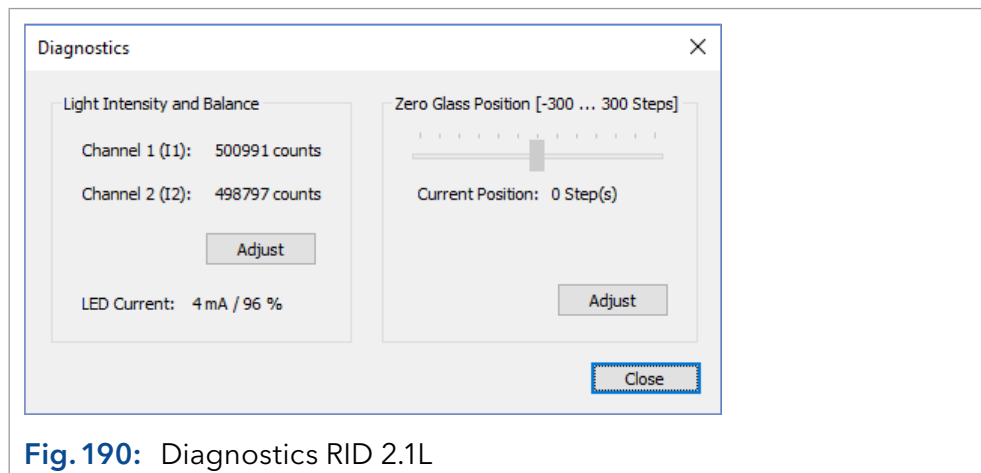 Diagnostics
Light Intensity and Balance
Channel 1 (I1): 500991 counts
Channel 2 (I2): 498797 counts
Adjust
LED Current: 4 mA / 96 %
Zero Glass Position [-300 ... 300 Steps]
Current Position: 0 Step(s)
Adjust
Close
Fig. 190: Diagnostics RID 2.1L